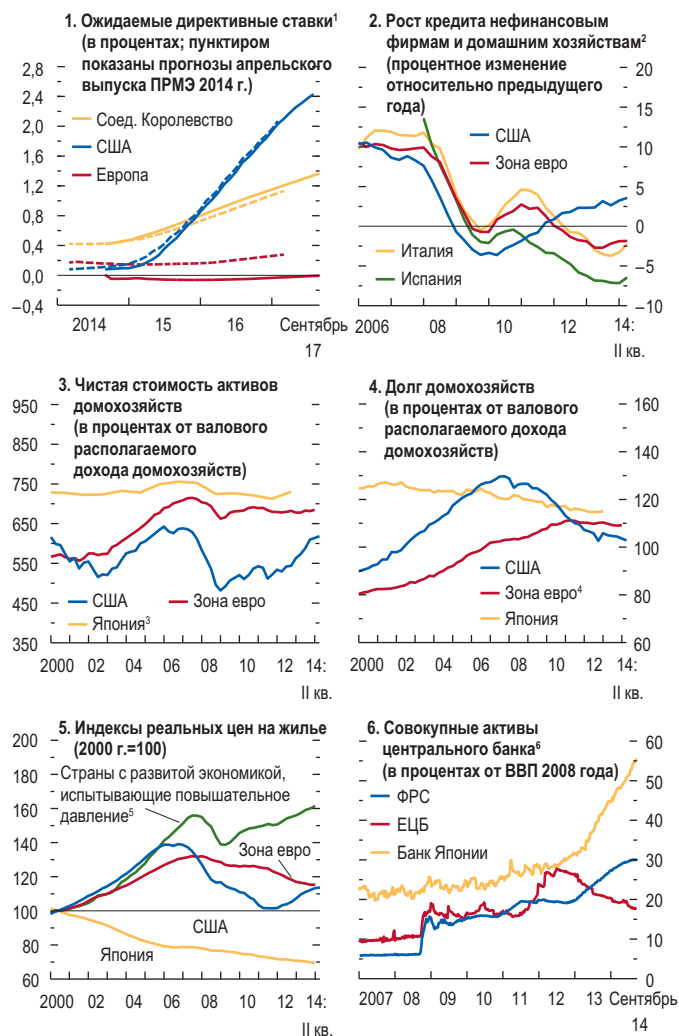 1. Ожидаемые директивные ставки¹
(в процентах; пунктиром
показаны прогнозы апрельского
выпуска ПРМЭ 2014 г.)
2,8
2,4
2,0
1,6
1,2
0,8
0,4
0,0
–0,4
Соед. Королевство
США
Европа
2014 15 16 Сентябрь
17
2. Рост кредита нефинансовым
фирмам и домашним хозяйствам²
(процентное изменение
относительно предыдущего
года)
20
15
10
5
0
–5
–10
США
Зона евро
Италия
Испания
2006 08 10 12 14:
II кв.
3. Чистая стоимость активов
домохозяйств
(в процентах от валового
располагаемого
дохода домохозяйств)
950
850
750
650
550
450
350
США Зона евро
Япония³
2000 02 04 06 08 10 12 14:
II кв.
4. Долг домохозяйств
(в процентах от валового
располагаемого дохода
домохозяйств)
160
140
120
100
80
60
США
Зона евро⁴
Япония
2000 02 04 06 08 10 12 14:
II кв.
5. Индексы реальных цен на жилье
(2000 г.=100)
200
180
160
140
120
100
80
60
Страны с развитой экономикой,
испытывающие повышательное
давление⁵
Зона евро
США
Япония
2000 02 04 06 08 10 12 14:
II кв.
6. Совокупные активы
центрального банка⁶
(в процентах от ВВП 2008 года)
60
50
40
30
20
10
0
ФРС
ЕЦБ
Банк Японии
2007 08 09 10 11 12 13 Сентябрь
14